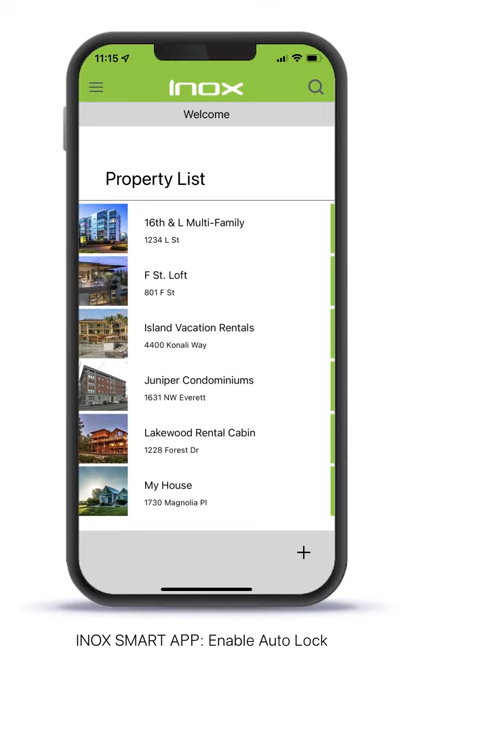 11:15
INOX
Welcome
Property List
16th & L Multi-Family
1234 L St
F St. Loft
801 F St
Island Vacation Rentals
4400 Konali Way
Juniper Condominiums
1631 NW Everett
Lakewood Rental Cabin
1228 Forest Dr
My House
1730 Magnolia Pl
INOX SMART APP: Enable Auto Lock